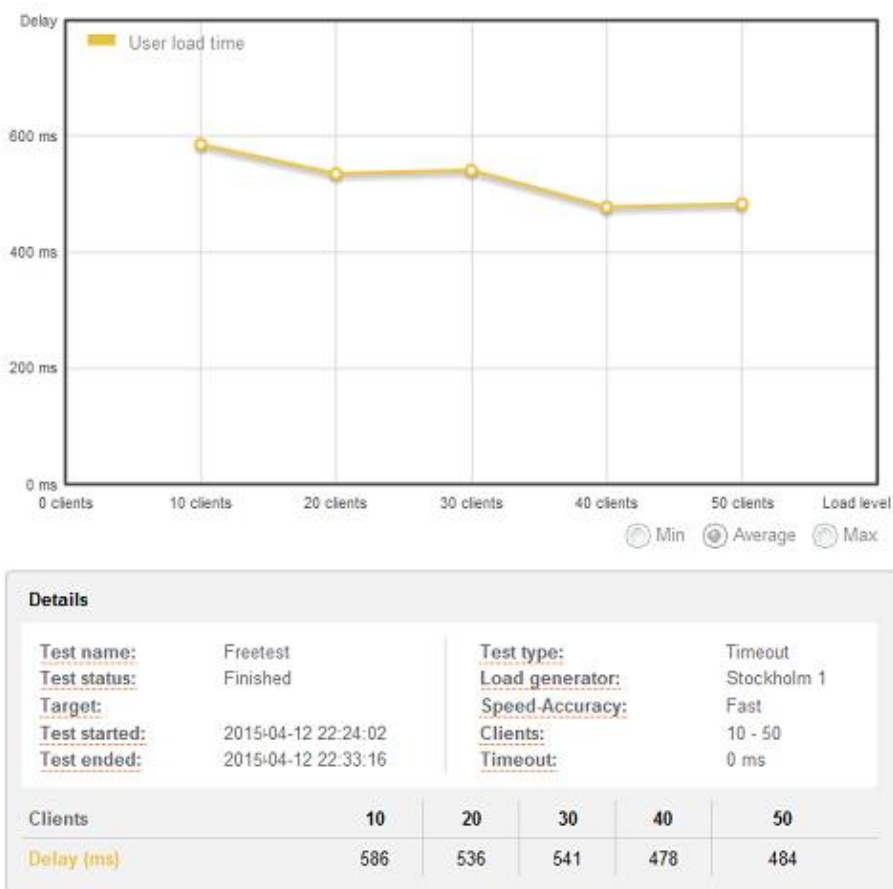 Delay
User load time
600 ms
400 ms
200 ms
0 ms
0 clients 10 clients 20 clients 30 clients 40 clients 50 clients Load level
Min Average Max
Details
Test name: Freetest
Test status: Finished
Target:
Test started: 2015-04-12 22:24:02
Test ended: 2015-04-12 22:33:16
Test type: Timeout
Load generator: Stockholm 1
Speed-Accuracy: Fast
Clients: 10 - 50
Timeout: 0 ms
Clients 10 20 30 40 50
Delay (ms) 586 536 541 478 484